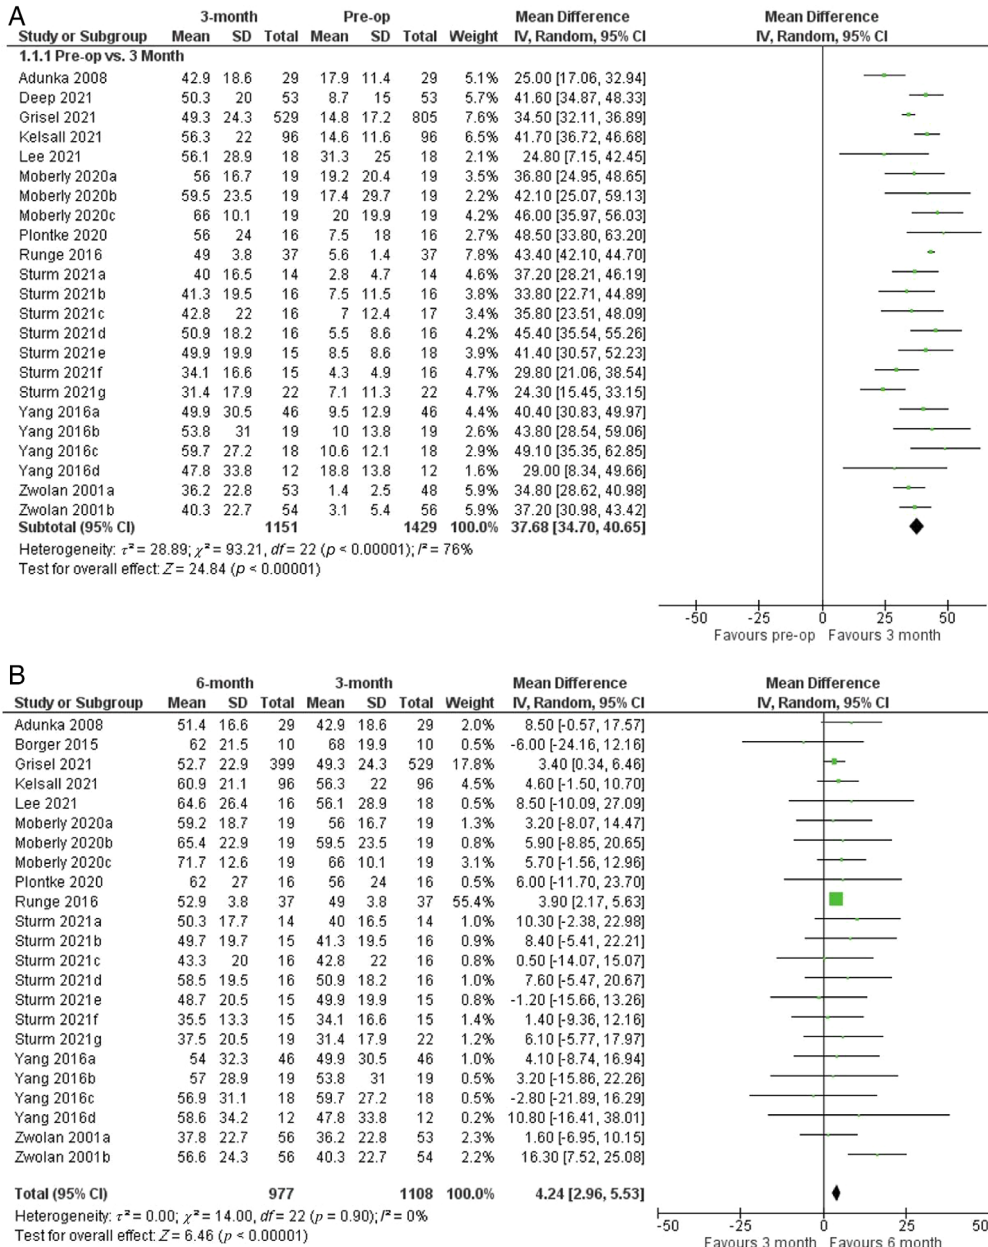 A
3-month Pre-op Mean Difference Mean Difference
Study or Subgroup Mean SD Total Mean SD Total Weight IV, Random, 95% CI IV, Random, 95% CI
1.1.1 Pre-op vs. 3 Month
Adunka 2008 42.9 18.6 29 17.9 11.4 29 5.1% 25.00 [17.06, 32.94]
Deep 2021 50.3 20 53 8.7 15 53 5.7% 41.60 [34.87, 48.33]
Grisel 2021 49.3 24.3 529 14.8 17.2 805 7.6% 34.50 [32.11, 36.89]
Kelsall 2021 56.3 22 96 14.6 11.6 96 6.5% 41.70 [36.72, 46.68]
Lee 2021 56.1 28.9 18 31.3 25 18 2.1% 24.80 [7.15, 42.45]
Moberly 2020a 56 16.7 19 19.2 20.4 19 3.5% 36.80 [24.95, 48.65]
Moberly 2020b 59.5 23.5 19 17.4 29.7 19 2.2% 42.10 [25.07, 59.13]
Moberly 2020c 66 10.1 19 20 19.9 19 4.2% 46.00 [35.97, 56.03]
Plontke 2020 56 24 16 7.5 18 16 2.7% 48.50 [33.80, 63.20]
Runge 2016 49 3.8 37 5.6 1.4 37 7.8% 43.40 [42.10, 44.70]
Sturm 2021a 40 16.5 14 2.8 4.7 14 4.6% 37.20 [28.21, 46.19]
Sturm 2021b 41.3 19.5 16 7.5 11.5 16 3.8% 33.80 [22.71, 44.89]
Sturm 2021c 42.8 22 16 7 12.4 17 3.4% 35.80 [23.51, 48.09]
Sturm 2021d 50.9 18.2 16 5.5 8.6 16 4.2% 45.40 [35.54, 55.26]
Sturm 2021e 49.9 19.9 15 8.5 8.6 18 3.9% 41.40 [30.57, 52.23]
Sturm 2021f 34.1 16.6 15 4.3 4.9 16 4.7% 29.80 [21.06, 38.54]
Sturm 2021g 31.4 17.9 22 7.1 11.3 22 4.7% 24.30 [15.45, 33.15]
Yang 2016a 49.9 30.5 46 9.5 12.9 46 4.4% 40.40 [30.83, 49.97]
Yang 2016b 53.8 31 19 10 13.8 19 2.6% 43.80 [28.54, 59.06]
Yang 2016c 59.7 27.2 18 10.6 12.1 18 2.9% 49.10 [35.35, 62.85]
Yang 2016d 47.8 33.8 12 18.8 13.8 12 1.6% 29.00 [8.34, 49.66]
Zwolan 2001a 36.2 22.8 53 1.4 2.5 48 5.9% 34.80 [28.62, 40.98]
Zwolan 2001b 40.3 22.7 54 3.1 5.4 56 5.9% 37.20 [30.98, 43.42]
Subtotal (95% CI) 1151 1429 100.0% 37.68 [34.70, 40.65]
Heterogeneity: τ² = 28.89; χ² = 93.21, df = 22 (p < 0.00001); I² = 76%
Test for overall effect: Z = 24.84 (p < 0.00001)
-50 -25 0 25 50
Favours pre-op Favours 3 month
B
6-month 3-month Mean Difference Mean Difference
Study or Subgroup Mean SD Total Mean SD Total Weight IV, Random, 95% CI IV, Random, 95% CI
Adunka 2008 51.4 16.6 29 42.9 18.6 29 2.0% 8.50 [-0.57, 17.57]
Borger 2015 62 21.5 10 68 19.9 10 0.5% -6.00 [-24.16, 12.16]
Grisel 2021 52.7 22.9 399 49.3 24.3 529 17.8% 3.40 [0.34, 6.46]
Kelsall 2021 60.9 21.1 96 56.3 22 96 4.5% 4.60 [-1.50, 10.70]
Lee 2021 64.6 26.4 16 56.1 28.9 18 0.5% 8.50 [-10.09, 27.09]
Moberly 2020a 59.2 18.7 19 56 16.7 19 1.3% 3.20 [-8.07, 14.47]
Moberly 2020b 65.4 22.9 19 59.5 23.5 19 0.8% 5.90 [-8.85, 20.65]
Moberly 2020c 71.7 12.6 19 66 10.1 19 3.1% 5.70 [-1.56, 12.96]
Plontke 2020 62 27 16 56 24 16 0.5% 6.00 [-11.70, 23.70]
Runge 2016 52.9 3.8 37 49 3.8 37 55.4% 3.90 [2.17, 5.63]
Sturm 2021a 50.3 17.7 14 40 16.5 14 1.0% 10.30 [-2.38, 22.98]
Sturm 2021b 49.7 19.7 15 41.3 19.5 16 0.9% 8.40 [-5.41, 22.21]
Sturm 2021c 43.3 20 16 42.8 22 16 0.8% 0.50 [-14.07, 15.07]
Sturm 2021d 58.5 19.5 16 50.9 18.2 16 1.0% 7.60 [-5.47, 20.67]
Sturm 2021e 48.7 20.5 15 49.9 19.9 15 0.8% -1.20 [-15.66, 13.26]
Sturm 2021f 35.5 13.3 15 34.1 16.6 15 1.4% 1.40 [-9.36, 12.16]
Sturm 2021g 37.5 20.5 19 31.4 17.9 22 1.2% 6.10 [-5.77, 17.97]
Yang 2016a 54 32.3 46 49.9 30.5 46 1.0% 4.10 [-8.74, 16.94]
Yang 2016b 57 28.9 19 53.8 31 19 0.5% 3.20 [-15.86, 22.26]
Yang 2016c 56.9 31.1 18 59.7 27.2 18 0.5% -2.80 [-21.89, 16.29]
Yang 2016d 58.6 34.2 12 47.8 33.8 12 0.2% 10.80 [-16.41, 38.01]
Zwolan 2001a 37.8 22.7 56 36.2 22.8 53 2.3% 1.60 [-6.95, 10.15]
Zwolan 2001b 56.6 24.3 56 40.3 22.7 54 2.2% 16.30 [7.52, 25.08]
Total (95% CI) 977 1108 100.0% 4.24 [2.96, 5.53]
Heterogeneity: τ² = 0.00; χ² = 14.00, df = 22 (p = 0.90); I² = 0%
Test for overall effect: Z = 6.46 (p < 0.00001)
-50 -25 0 25 50
Favours 3 month Favours 6 month